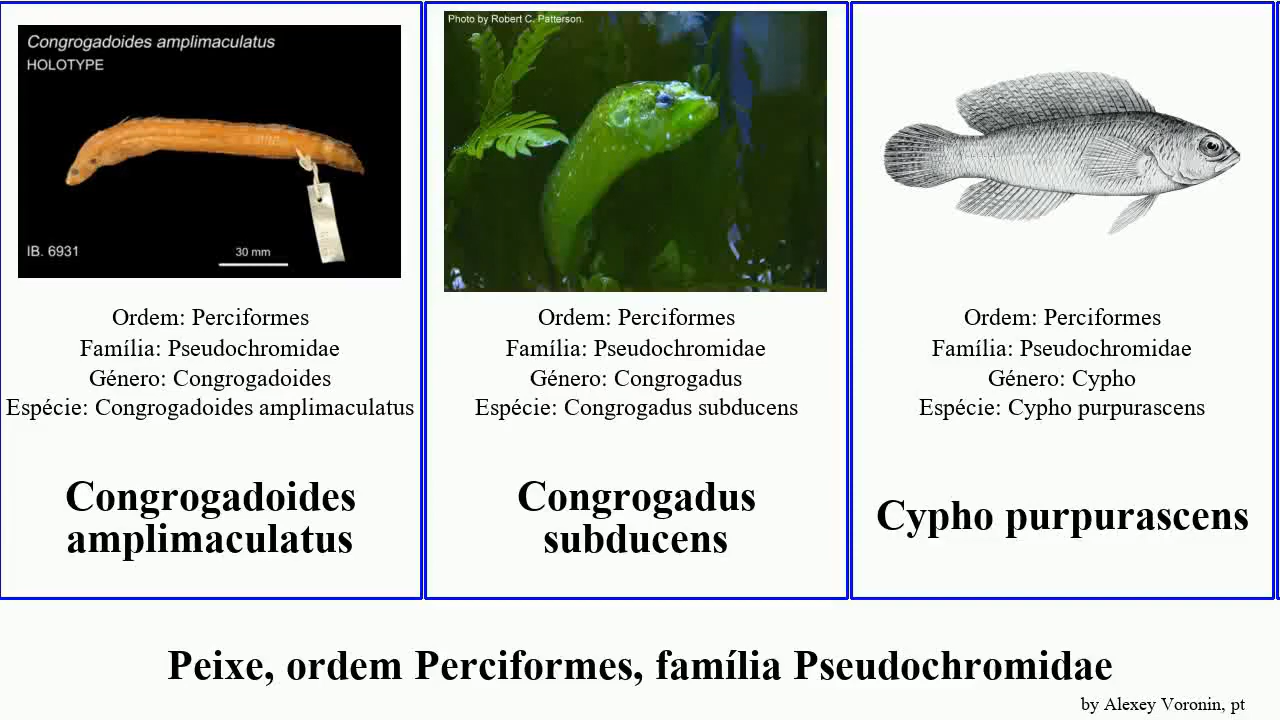 Congrogadoides amplimaculatus
HOLOTYPE
IB. 6931
30 mm
Ordem: Perciformes
Família: Pseudochromidae
Género: Congrogadoides
Espécie: Congrogadoides amplimaculatus
Congrogadoides
amplimaculatus
Photo by Robert C. Patterson.
Ordem: Perciformes
Família: Pseudochromidae
Género: Congrogadus
Espécie: Congrogadus subducens
Congrogadus
subducens
Ordem: Perciformes
Família: Pseudochromidae
Género: Cypho
Espécie: Cypho purpurascens
Cypho purpurascens
Peixe, ordem Perciformes, família Pseudochromidae
by Alexey Voronin, pt